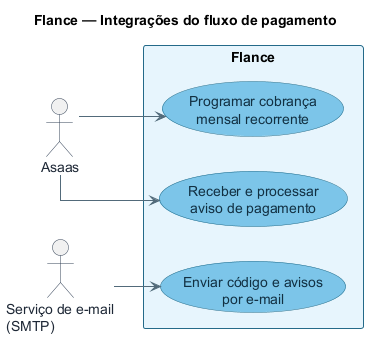 Flance — Integrações do fluxo de pagamento
Flance
Programar cobrança
mensal recorrente
Asaas
Receber e processar
aviso de pagamento
Enviar código e avisos
por e-mail
Serviço de e-mail
(SMTP)